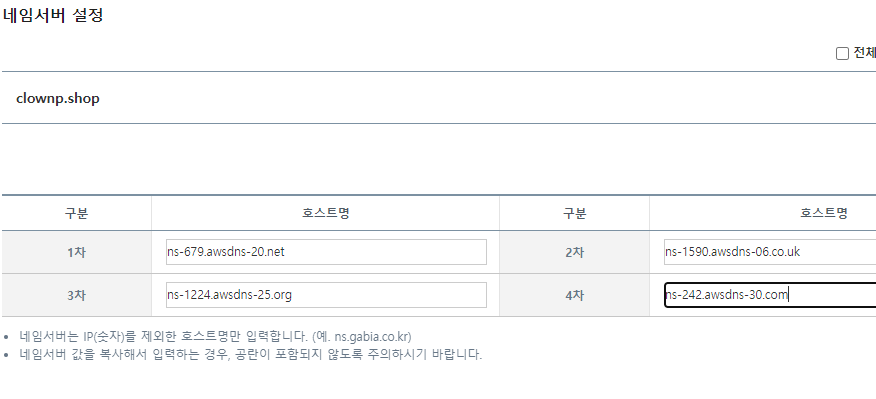 네임서버 설정
전체
clownp.shop
구분 호스트명 구분 호스트명
1차 ns-679.awsdns-20.net 2차 ns-1590.awsdns-06.co.uk
3차 ns-1224.awsdns-25.org 4차 ns-242.awsdns-30.com
• 네임서버는 IP(숫자)를 제외한 호스트명만 입력합니다. (예. ns.gabia.co.kr)
• 네임서버 값을 복사해서 입력하는 경우, 공란이 포함되지 않도록 주의하시기 바랍니다.